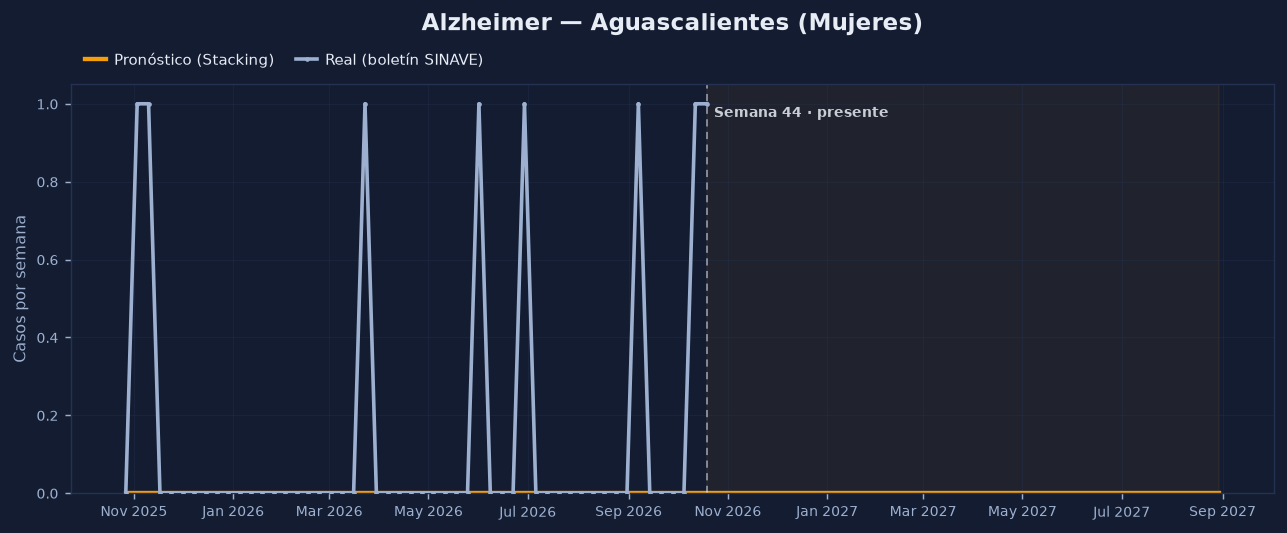 Alzheimer — Aguascalientes (Mujeres)
Pronóstico (Stacking)
Real (boletín SINAVE)
Casos por semana
1.0
0.8
0.6
0.4
0.2
0.0
Semana 44 · presente
Nov 2025 Jan 2026 Mar 2026 May 2026 Jul 2026 Sep 2026 Nov 2026 Jan 2027 Mar 2027 May 2027 Jul 2027 Sep 2027